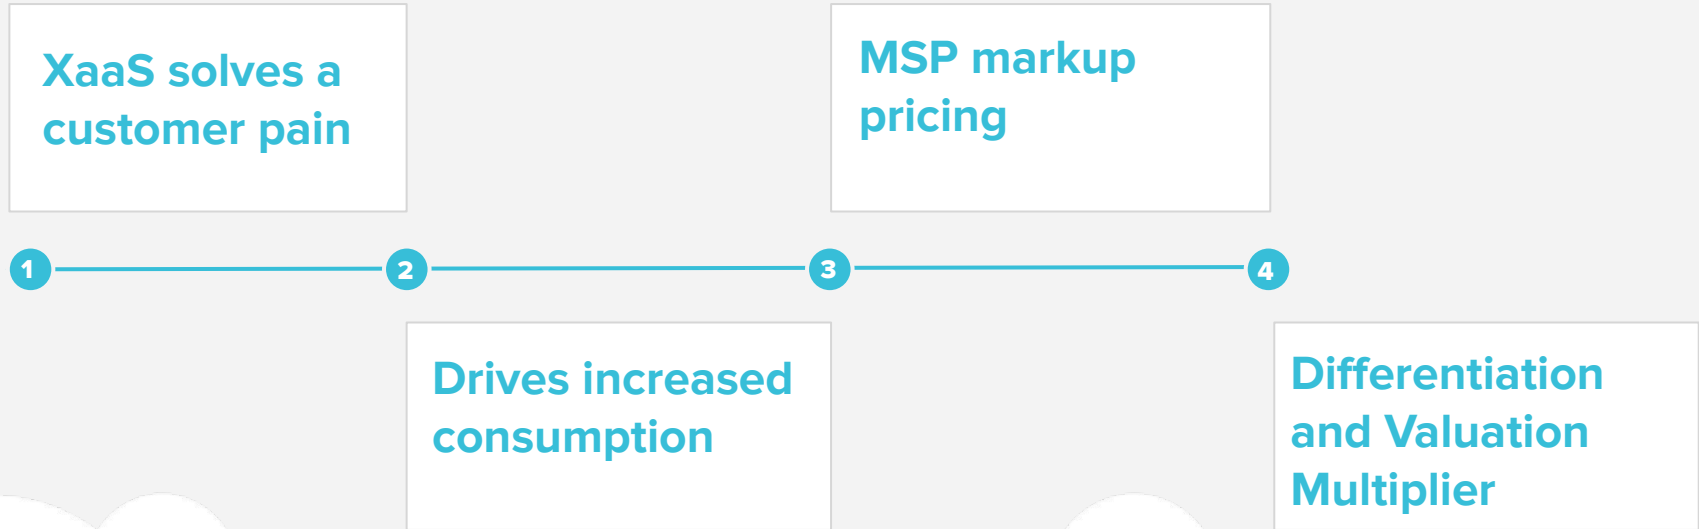 XaaS solves a
customer pain
MSP markup
pricing
1
2
3
4
Drives increased
consumption
Differentiation
and Valuation
Multiplier